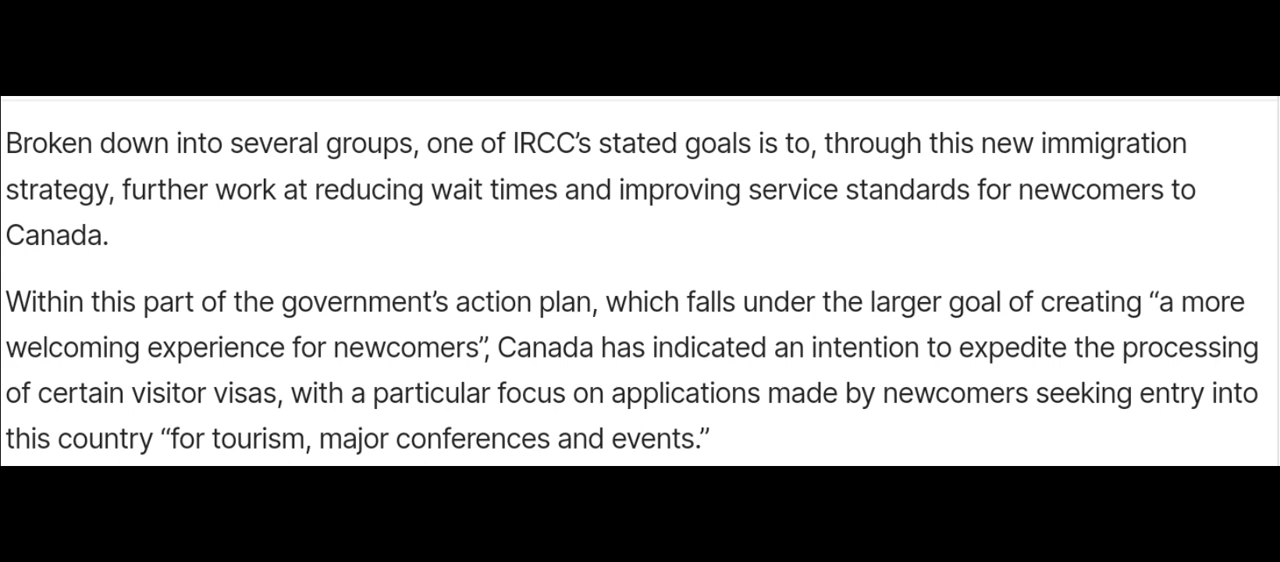 Broken down into several groups, one of IRCC’s stated goals is to, through this new immigration
strategy, further work at reducing wait times and improving service standards for newcomers to
Canada.
Within this part of the government’s action plan, which falls under the larger goal of creating “a more
welcoming experience for newcomers”, Canada has indicated an intention to expedite the processing
of certain visitor visas, with a particular focus on applications made by newcomers seeking entry into
this country “for tourism, major conferences and events.”